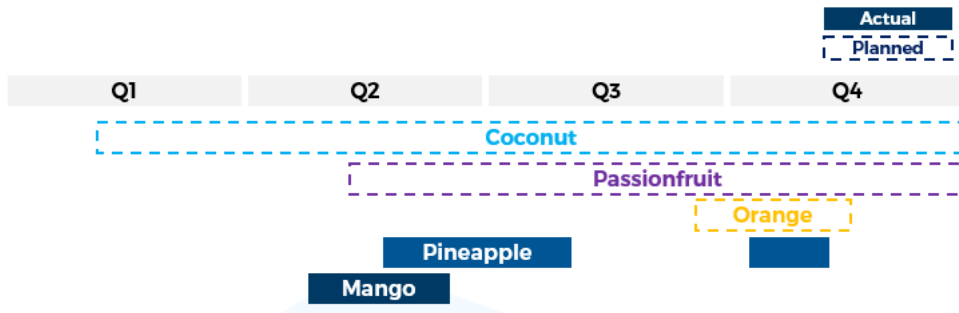 Actual
Planned
Q1 Q2 Q3 Q4
Coconut
Passionfruit
Orange
Pineapple
Mango